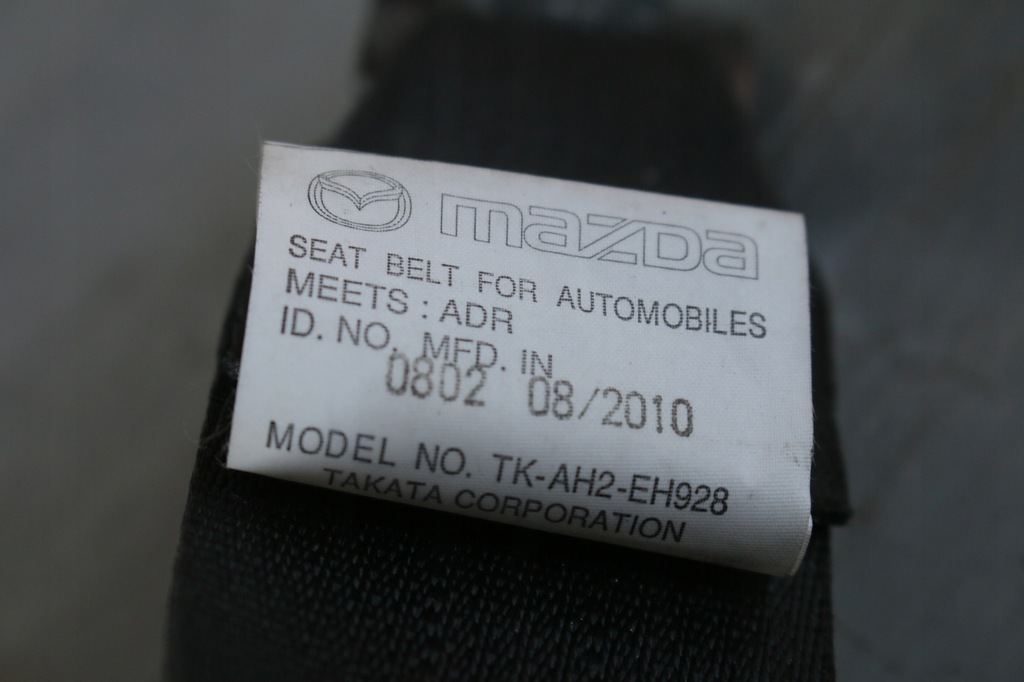 mazda
SEAT BELT FOR AUTOMOBILES
MEETS : ADR
ID. NO. MFD. IN
0802 08/2010
MODEL NO. TK-AH2-EH928
TAKATA CORPORATION